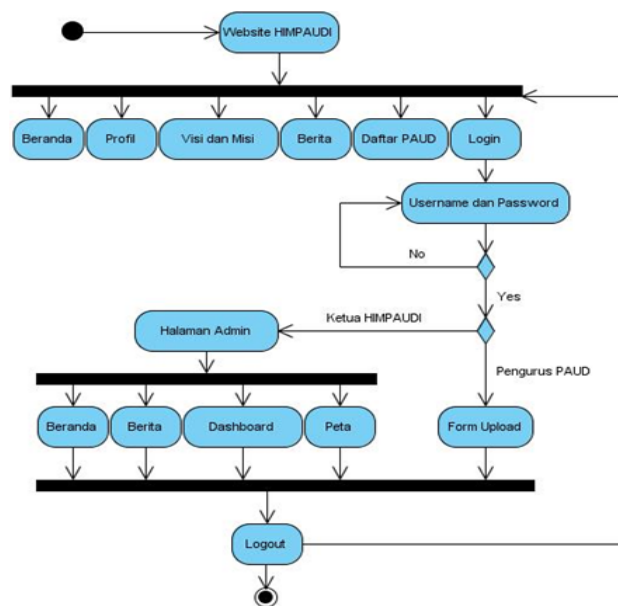 Website HIMPAUDI
Beranda
Profil
Visi dan Misi
Berita
Daftar PAUD
Login
Username dan Password
No
Yes
Ketua HIMPAUDI
Halaman Admin
Pengurus PAUD
Beranda
Berita
Dashboard
Peta
Form Upload
Logout